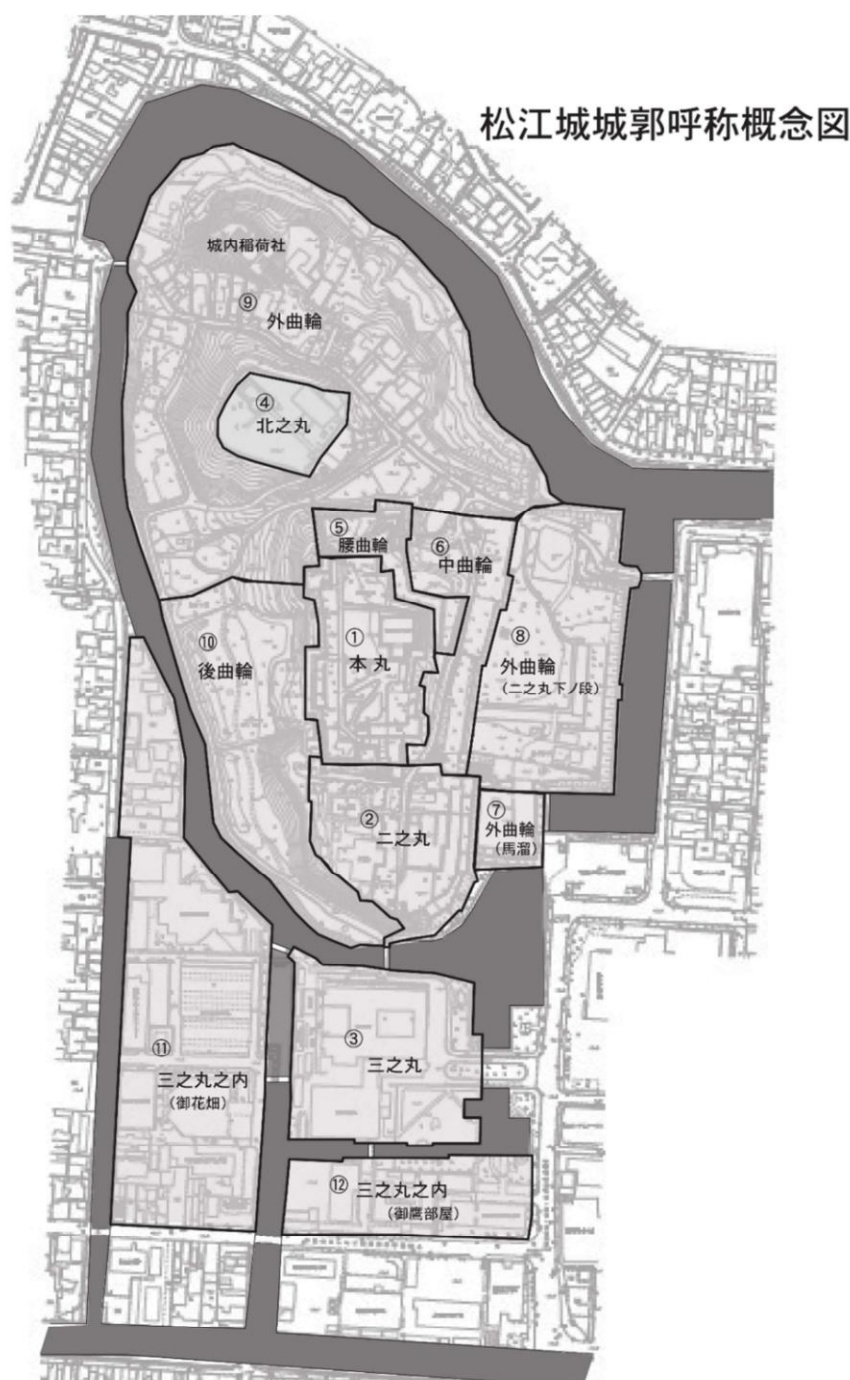 松江城城郭呼称概念図
城内稲荷社
⑨ 外曲輪
④
北之丸
⑤
腰曲輪
⑥
中曲輪
①
本丸
⑩
後曲輪
⑧
外曲輪
(二之丸下ノ段)
②
二之丸
⑦
外曲輪
(馬溜)
③
三之丸
⑪
三之丸之内
(御花畑)
⑫ 三之丸之内
(御鷹部屋)